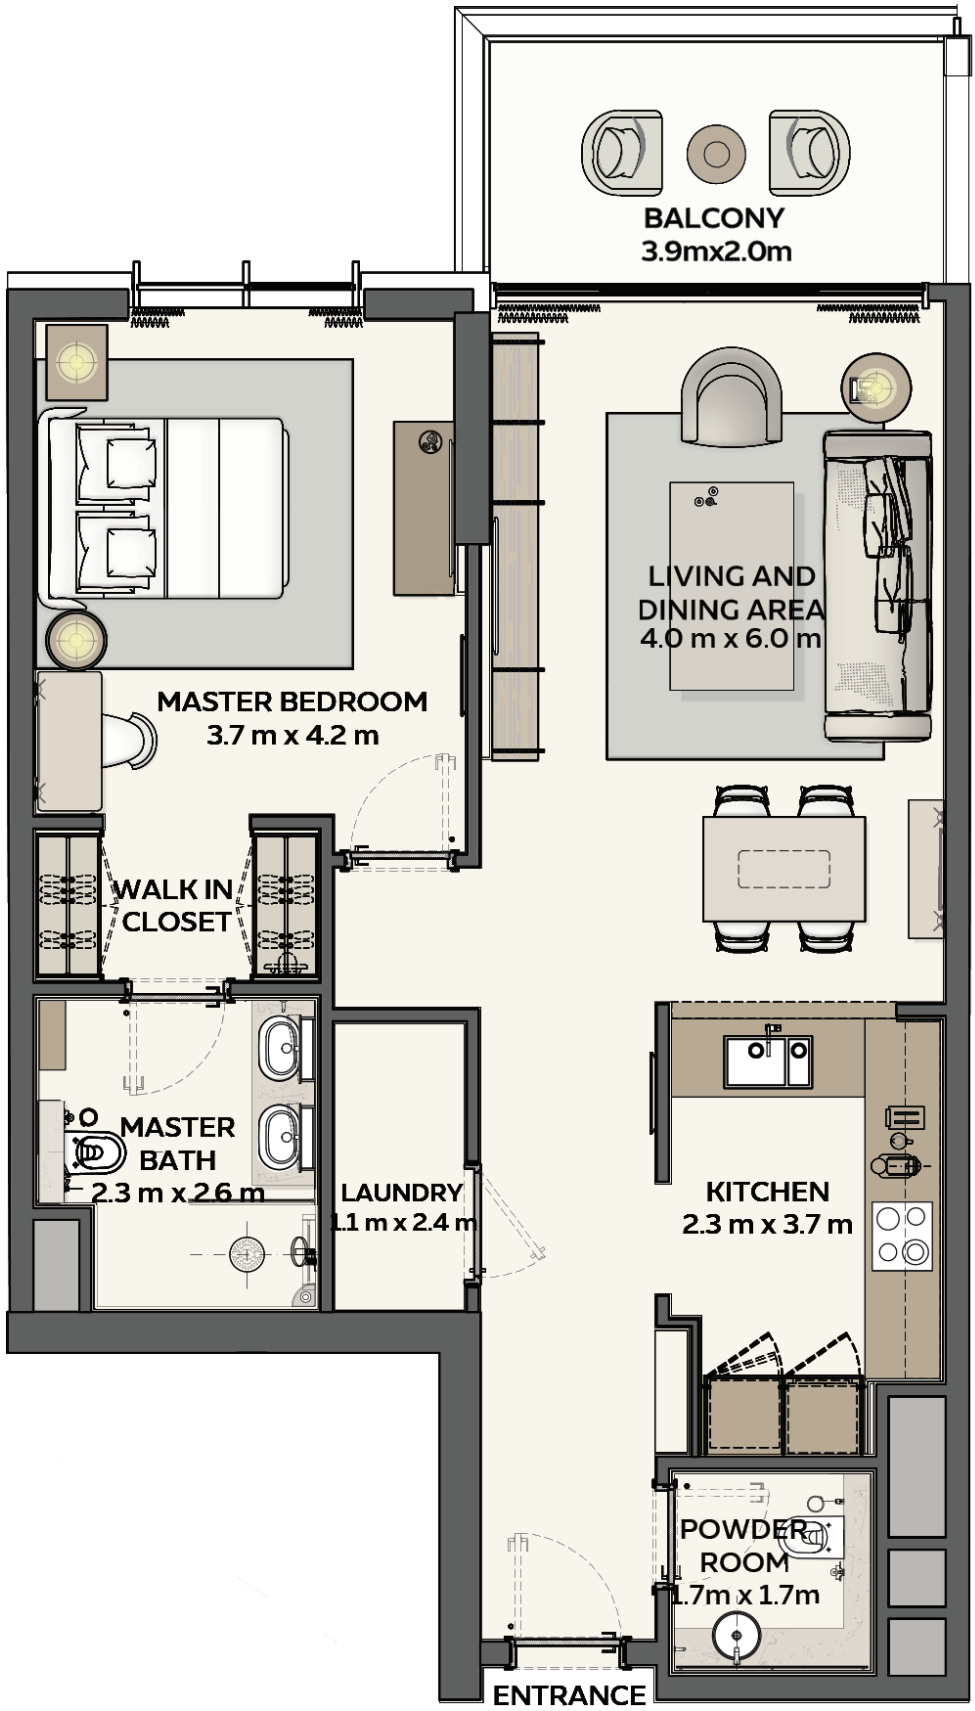 BALCONY
3.9mx2.0m
LIVING AND
DINING AREA
4.0 m x 6.0 m
MASTER BEDROOM
3.7 m x 4.2 m
WALK IN
CLOSET
MASTER
BATH
2.3 m x 2.6 m
LAUNDRY
1.1 m x 2.4 m
KITCHEN
2.3 m x 3.7 m
POWDER
ROOM
1.7m x 1.7m
ENTRANCE